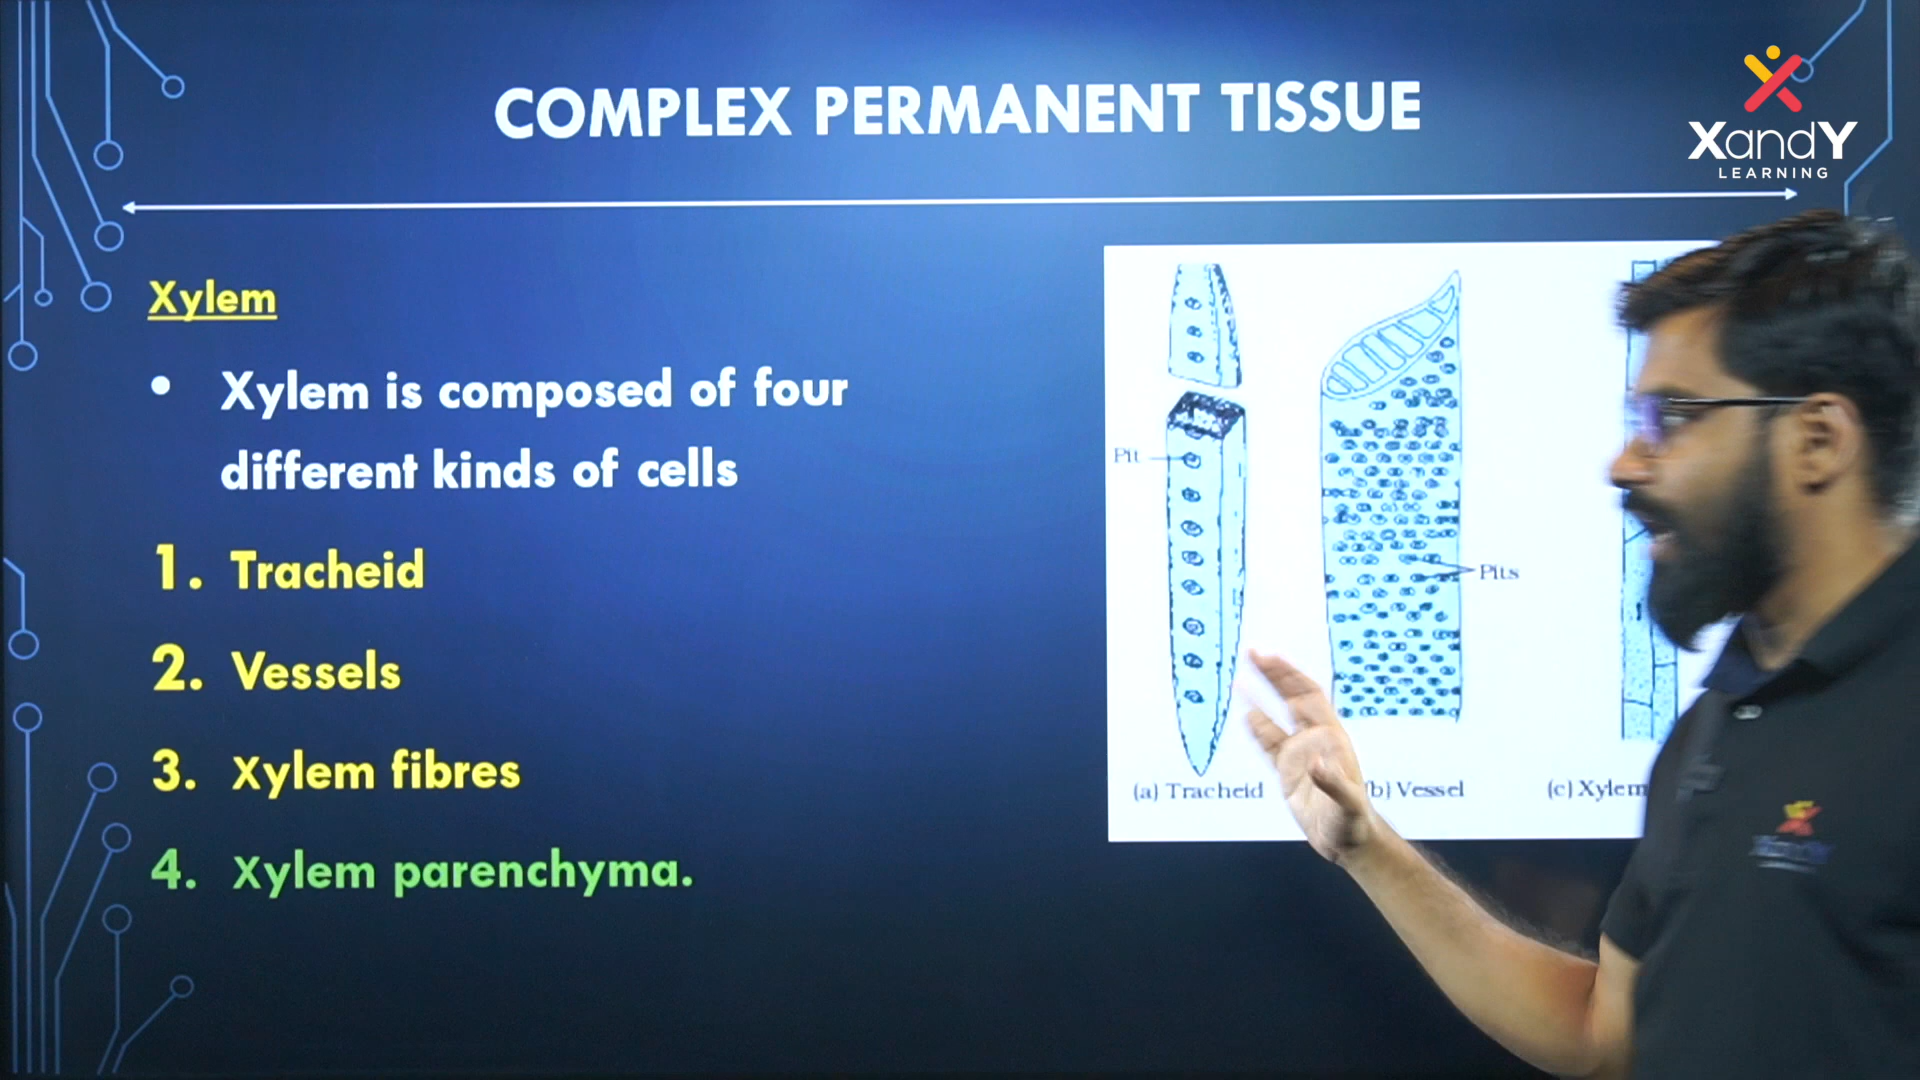 COMPLEX PERMANENT TISSUE
XandY
LEARNING
Xylem
• Xylem is composed of four
different kinds of cells
1. Tracheid
2. Vessels
3. Xylem fibres
4. Xylem parenchyma.
Pit
Pits
(a) Tracheid
(b) Vessel
(c) Xylem